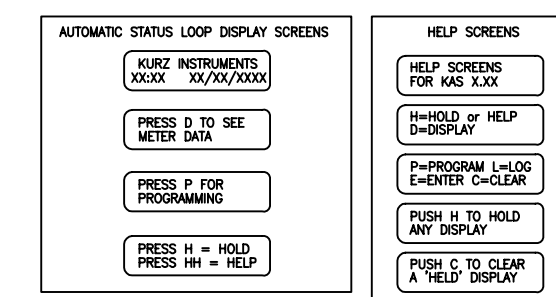 AUTOMATIC STATUS LOOP DISPLAY SCREENS
KURZ INSTRUMENTS
XX:XX XX/XX/XXXX
PRESS D TO SEE
METER DATA
PRESS P FOR
PROGRAMMING
PRESS H = HOLD
PRESS HH = HELP
HELP SCREENS
HELP SCREENS
FOR KAS X.XX
H=HOLD or HELP
D=DISPLAY
P=PROGRAM L=LOG
E=ENTER C=CLEAR
PUSH H TO HOLD
ANY DISPLAY
PUSH C TO CLEAR
A 'HELD' DISPLAY